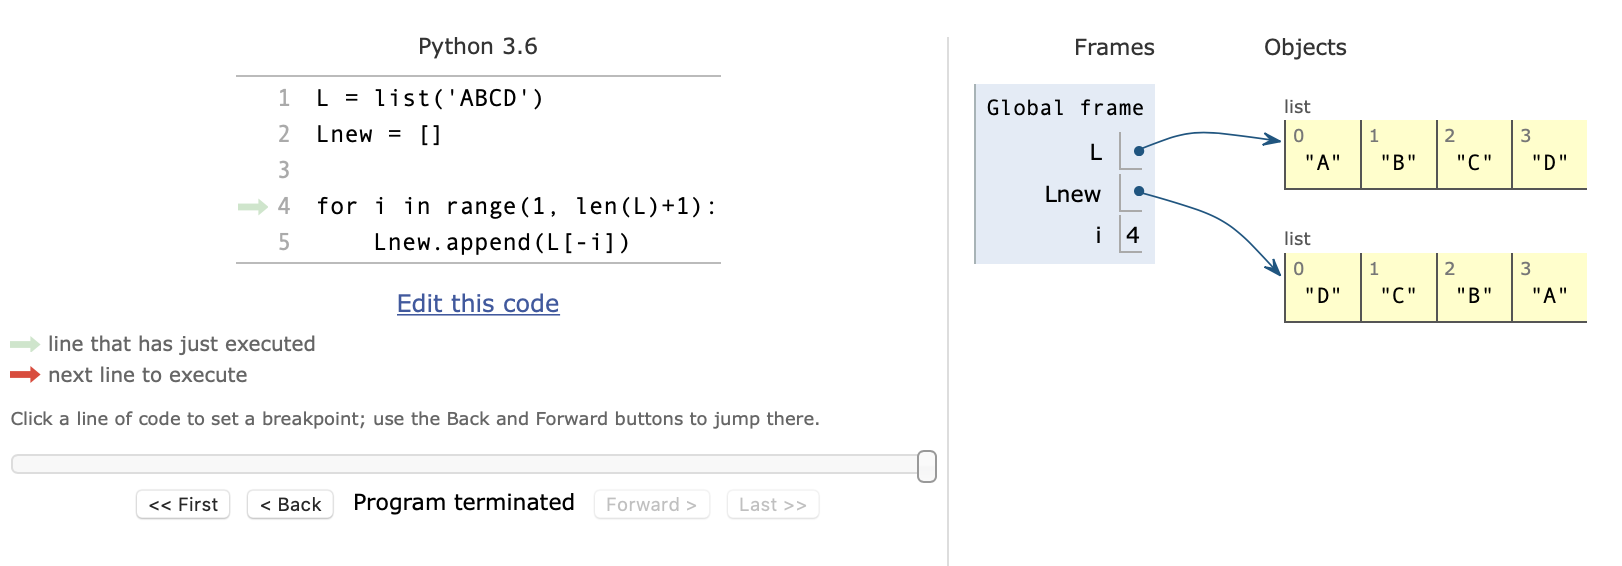 Python 3.6
1 L = list('ABCD')
2 Lnew = []
3
4 for i in range(1, len(L)+1):
5     Lnew.append(L[-i])
Edit this code
line that has just executed
next line to execute
Click a line of code to set a breakpoint; use the Back and Forward buttons to jump there.
<< First < Back Program terminated Forward > Last >>
Frames Objects
Global frame
L
Lnew
i 4
list
0 1 2 3
"A" "B" "C" "D"
list
0 1 2 3
"D" "C" "B" "A"